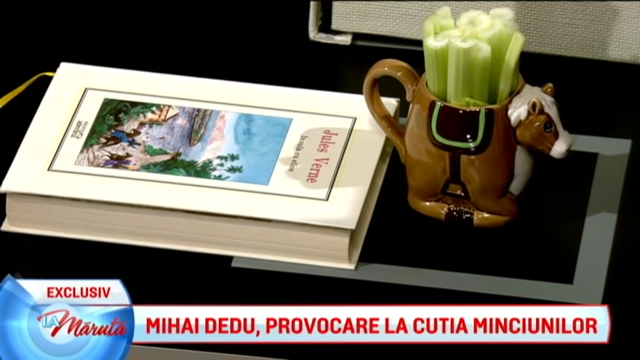 Jules Verne
EXCLUSIV
LA Măruță
MIHAI DEDU, PROVOCARE LA CUTIA MINCIUNILOR